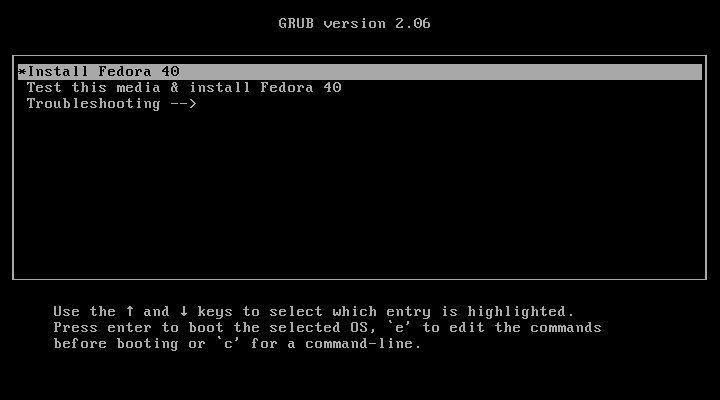 GRUB version 2.06
*Install Fedora 40
Test this media & install Fedora 40
Troubleshooting -->
Use the ↑ and ↓ keys to select which entry is highlighted.
Press enter to boot the selected OS, `e' to edit the commands
before booting or `c' for a command-line.